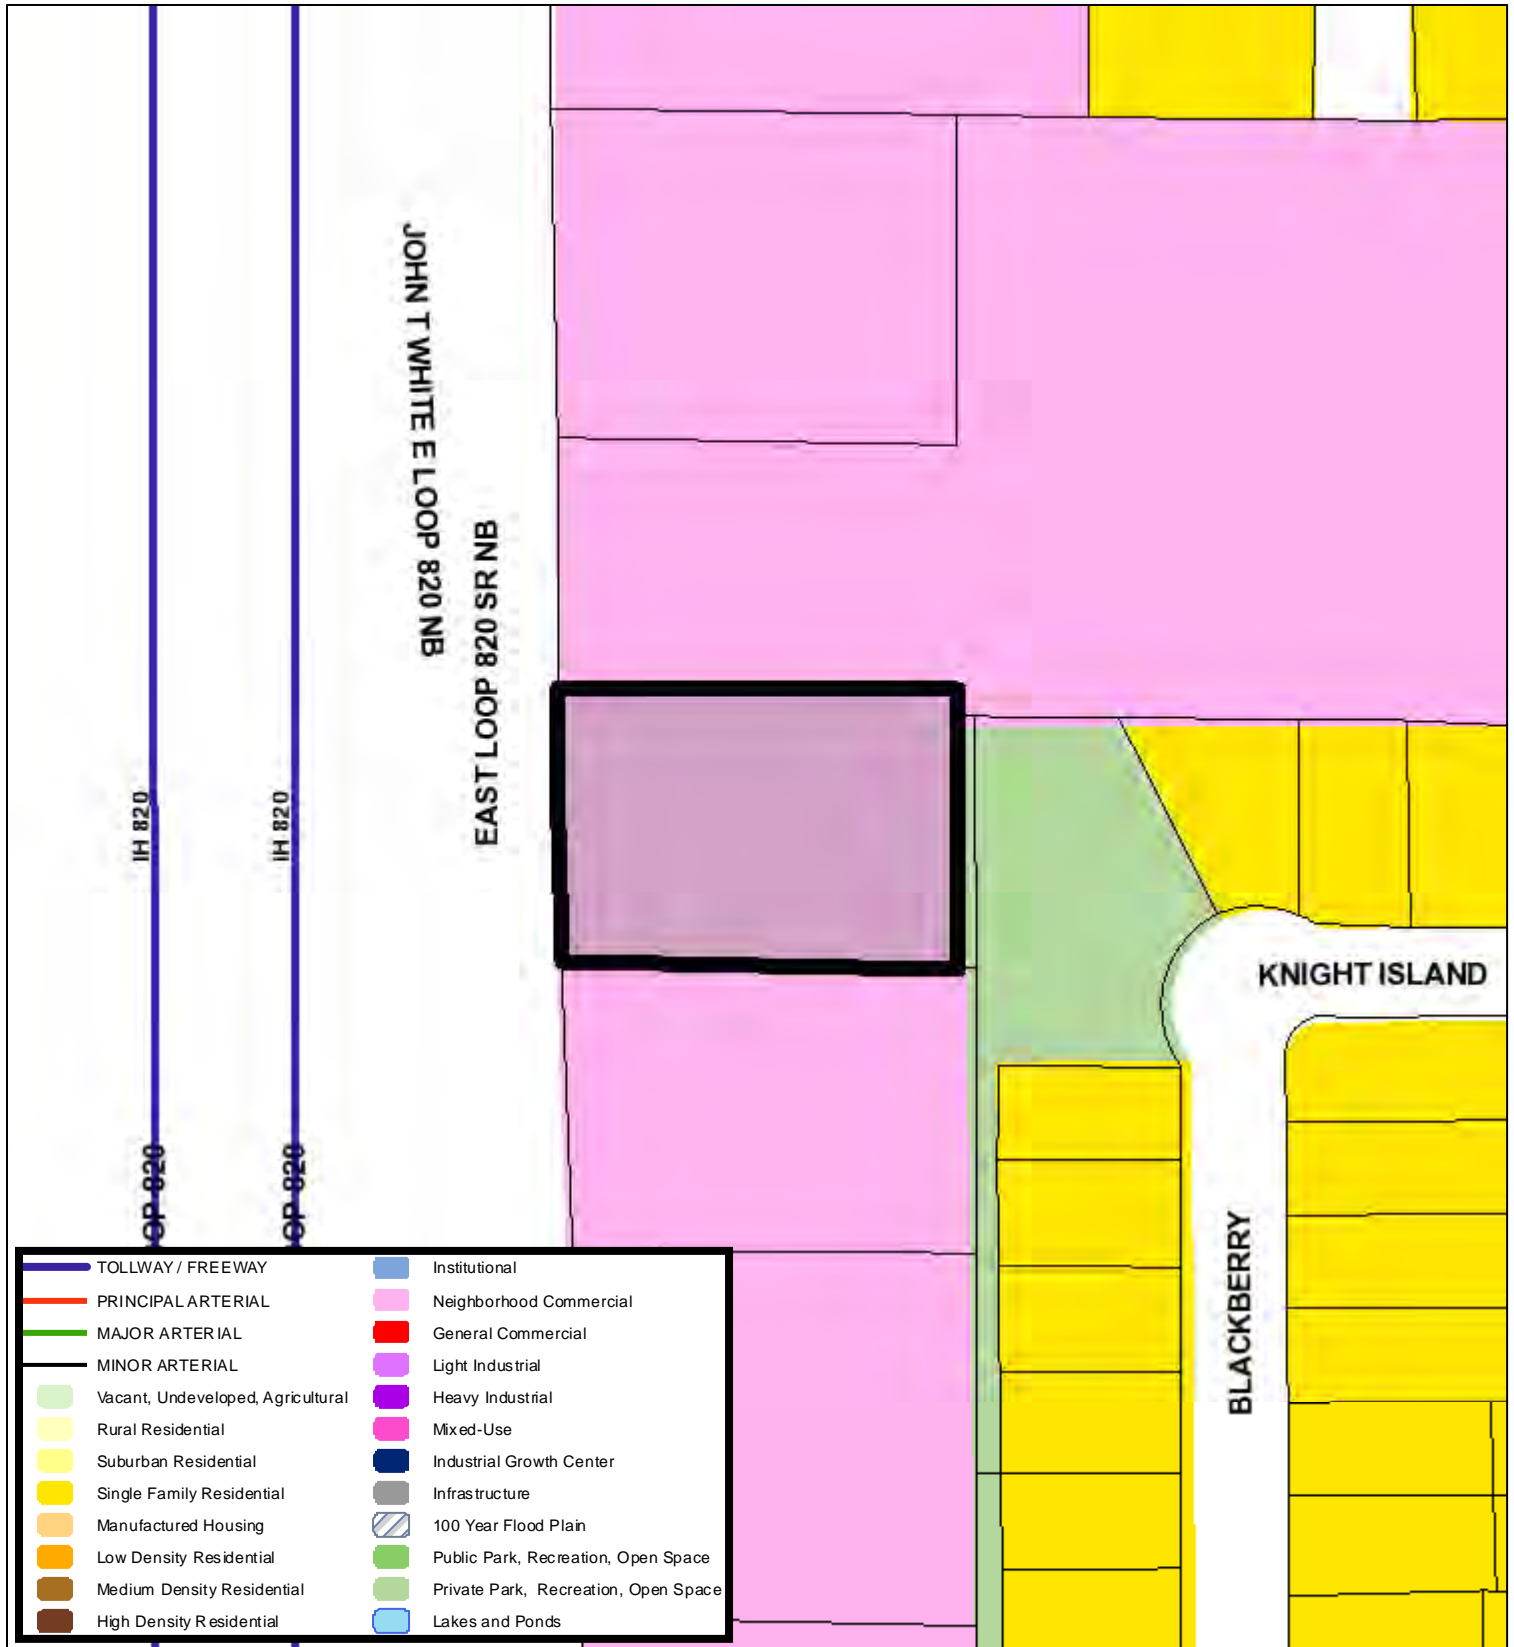 JOHN T WHITE E LOOP 820 NB
EAST LOOP 820 SR NB
IH 820
IH 820
KNIGHT ISLAND
BLACKBERRY
OP 820
OP 820
TOLLWAY / FREEWAY
PRINCIPAL ARTERIAL
MAJOR ARTERIAL
MINOR ARTERIAL
Vacant, Undeveloped, Agricultural
Rural Residential
Suburban Residential
Single Family Residential
Manufactured Housing
Low Density Residential
Medium Density Residential
High Density Residential
Institutional
Neighborhood Commercial
General Commercial
Light Industrial
Heavy Industrial
Mixed-Use
Industrial Growth Center
Infrastructure
100 Year Flood Plain
Public Park, Recreation, Open Space
Private Park, Recreation, Open Space
Lakes and Ponds